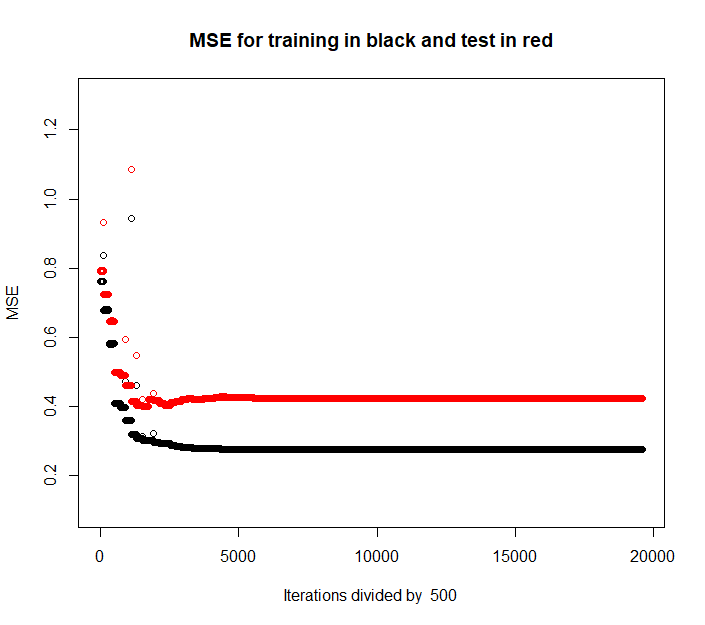 MSE for training in black and test in red
MSE
1.2
1.0
0.8
0.6
0.4
0.2
0 5000 10000 15000 20000
Iterations divided by 500